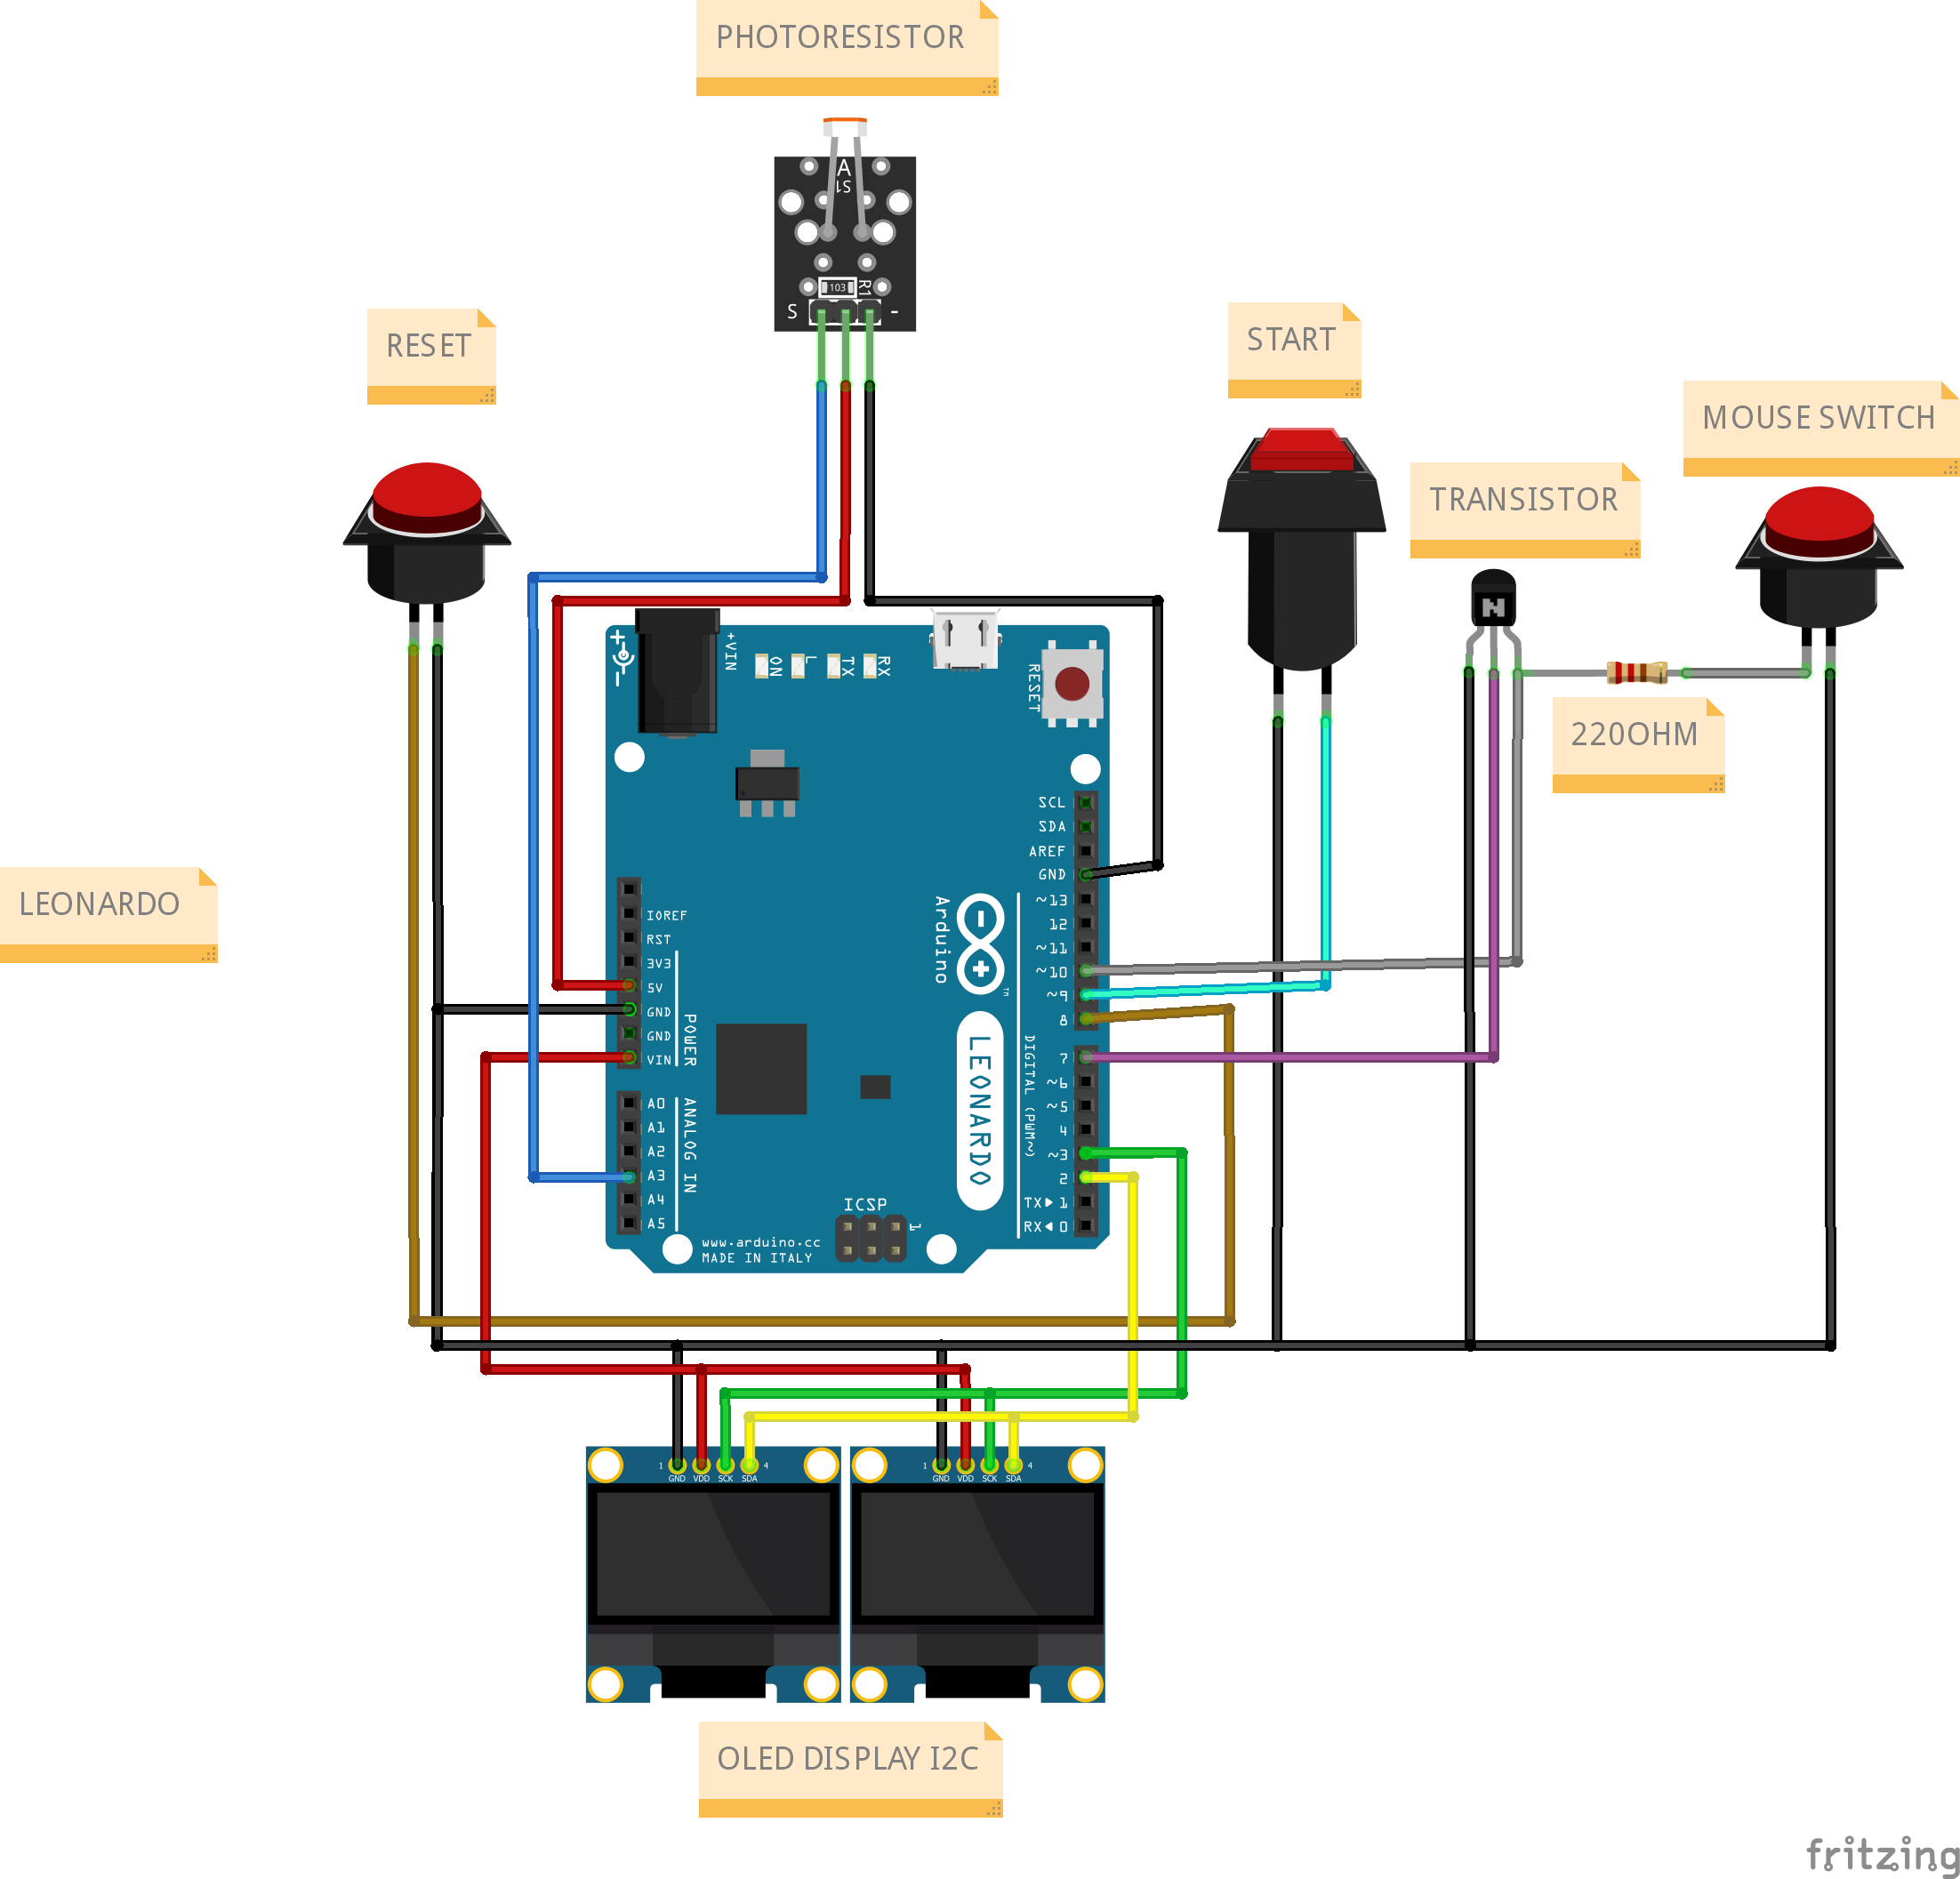 PHOTORESISTOR
A
S1
103
R1
S
-
RESET
START
MOUSE SWITCH
TRANSISTOR
N
220OHM
LEONARDO
+
-
+VIN
ON
L
TX
RX
RESET
SCL
SDA
AREF
GND
~13
12
~11
~10
~9
8
7
~6
~5
4
~3
2
TX▶ 1
RX◀ 0
IOREF
RST
3V3
5V
GND
GND
VIN
POWER
A0
A1
A2
A3
A4
A5
ANALOG IN
Arduino
TM
LEONARDO
DIGITAL (PWM~)
ICSP
1
www.arduino.cc
MADE IN ITALY
1 4
GND VDD SCK SDA
1 4
GND VDD SCK SDA
OLED DISPLAY I2C
fritzing